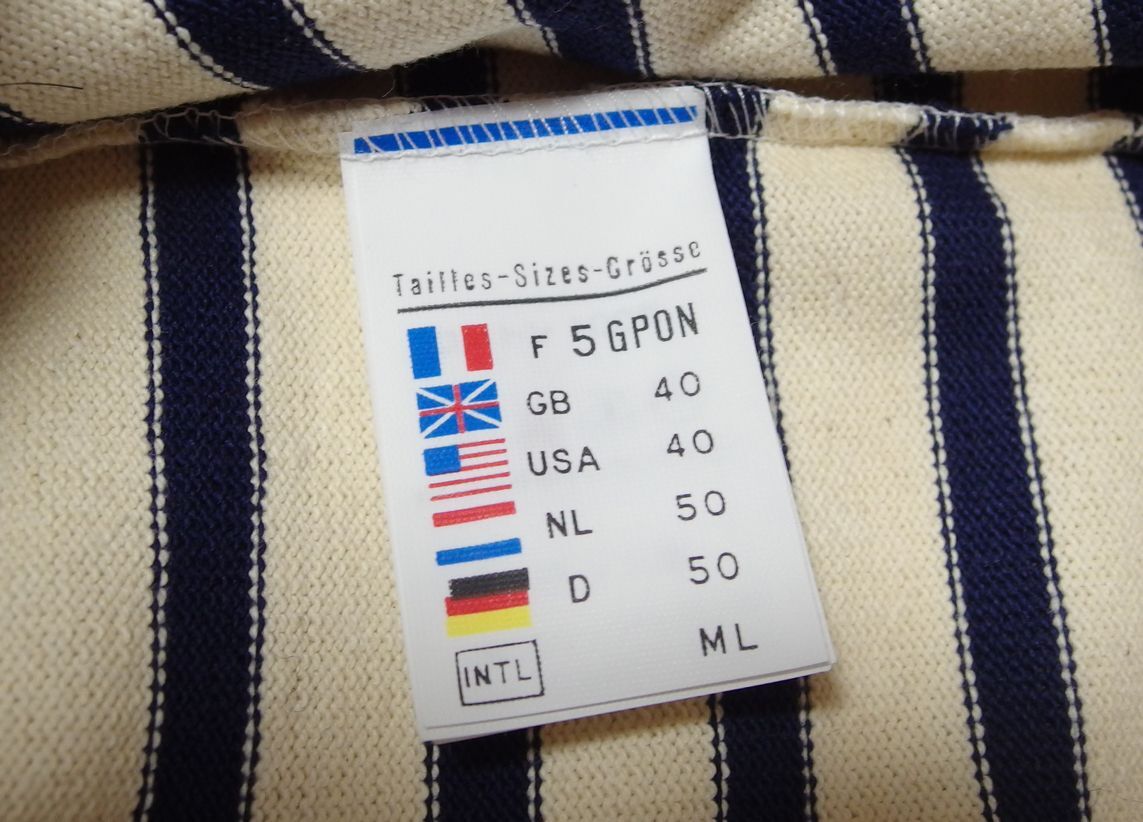 Tailles-Sizes-Grösse
F 5 GPON
GB 40
USA 40
NL 50
D 50
INTL ML